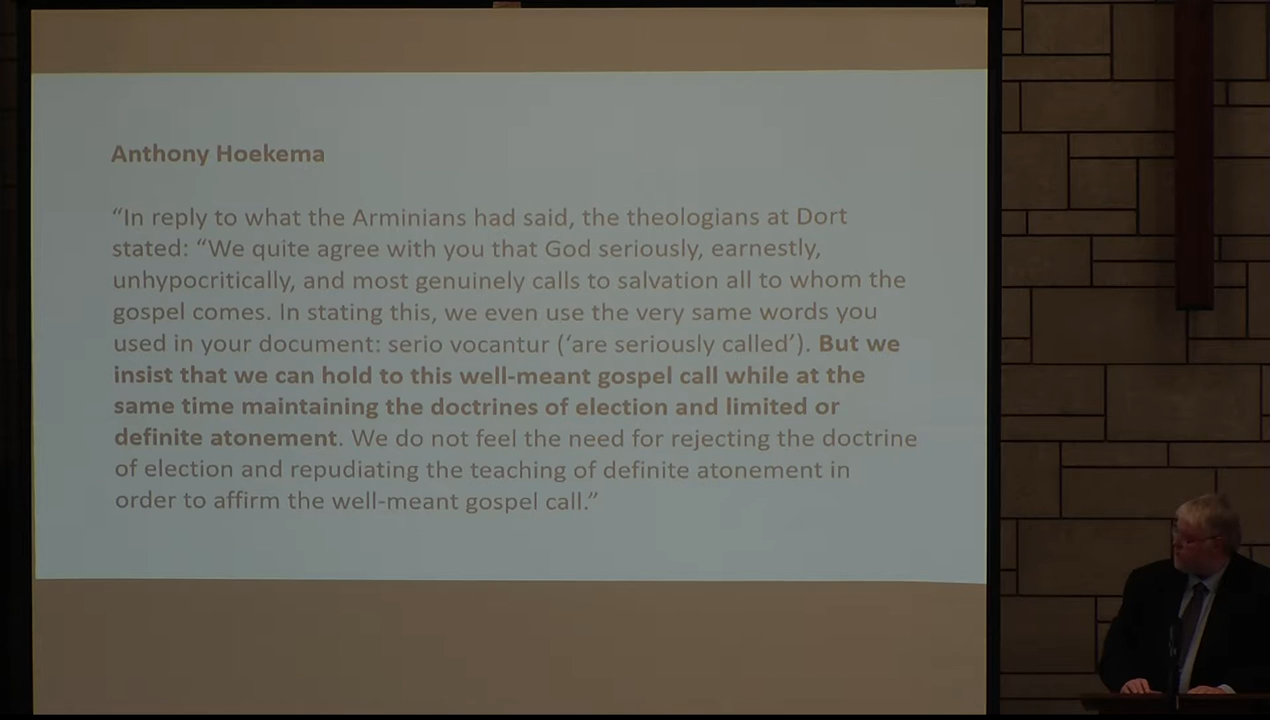 Anthony Hoekema
“In reply to what the Arminians had said, the theologians at Dort
stated: “We quite agree with you that God seriously, earnestly,
unhypocritically, and most genuinely calls to salvation all to whom the
gospel comes. In stating this, we even use the very same words you
used in your document: serio vocantur (‘are seriously called’). But we
insist that we can hold to this well-meant gospel call while at the
same time maintaining the doctrines of election and limited or
definite atonement. We do not feel the need for rejecting the doctrine
of election and repudiating the teaching of definite atonement in
order to affirm the well-meant gospel call.”